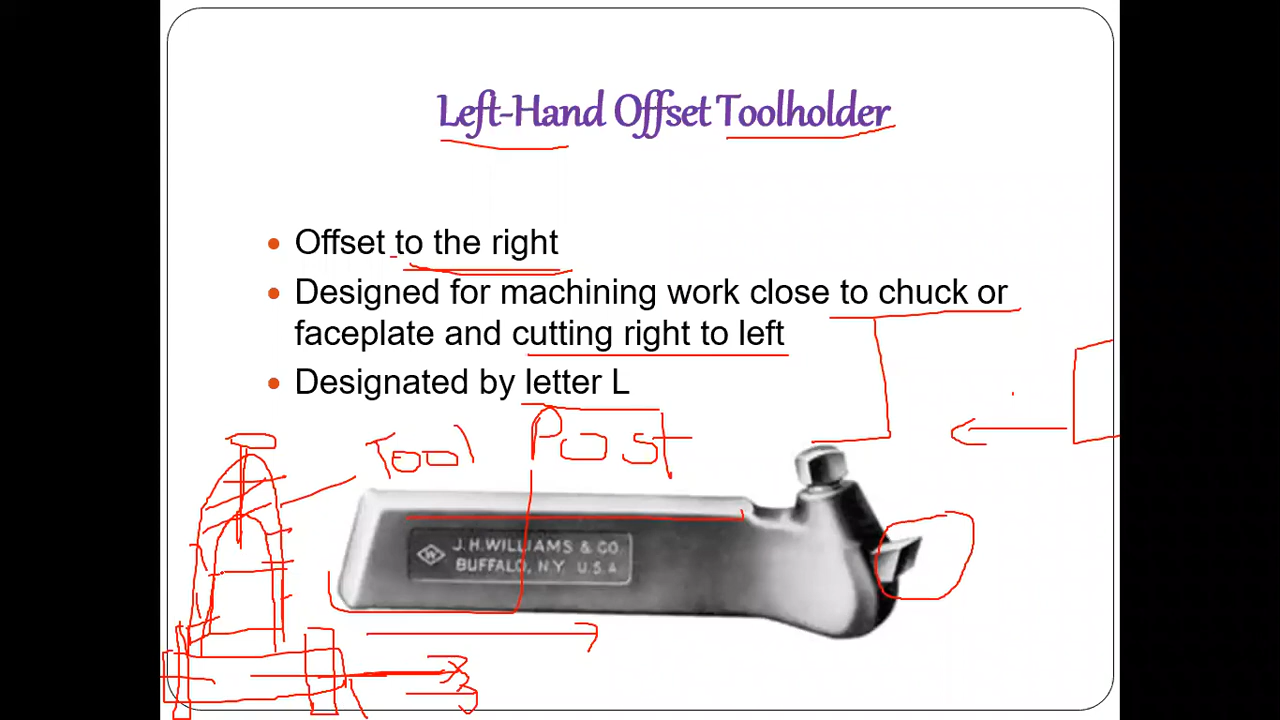 Left-Hand Offset Toolholder
Offset to the right
Designed for machining work close to chuck or
faceplate and cutting right to left
Designated by letter L
Tool Post
J.H.WILLIAMS & CO.
BUFFALO, N.Y. U.S.A